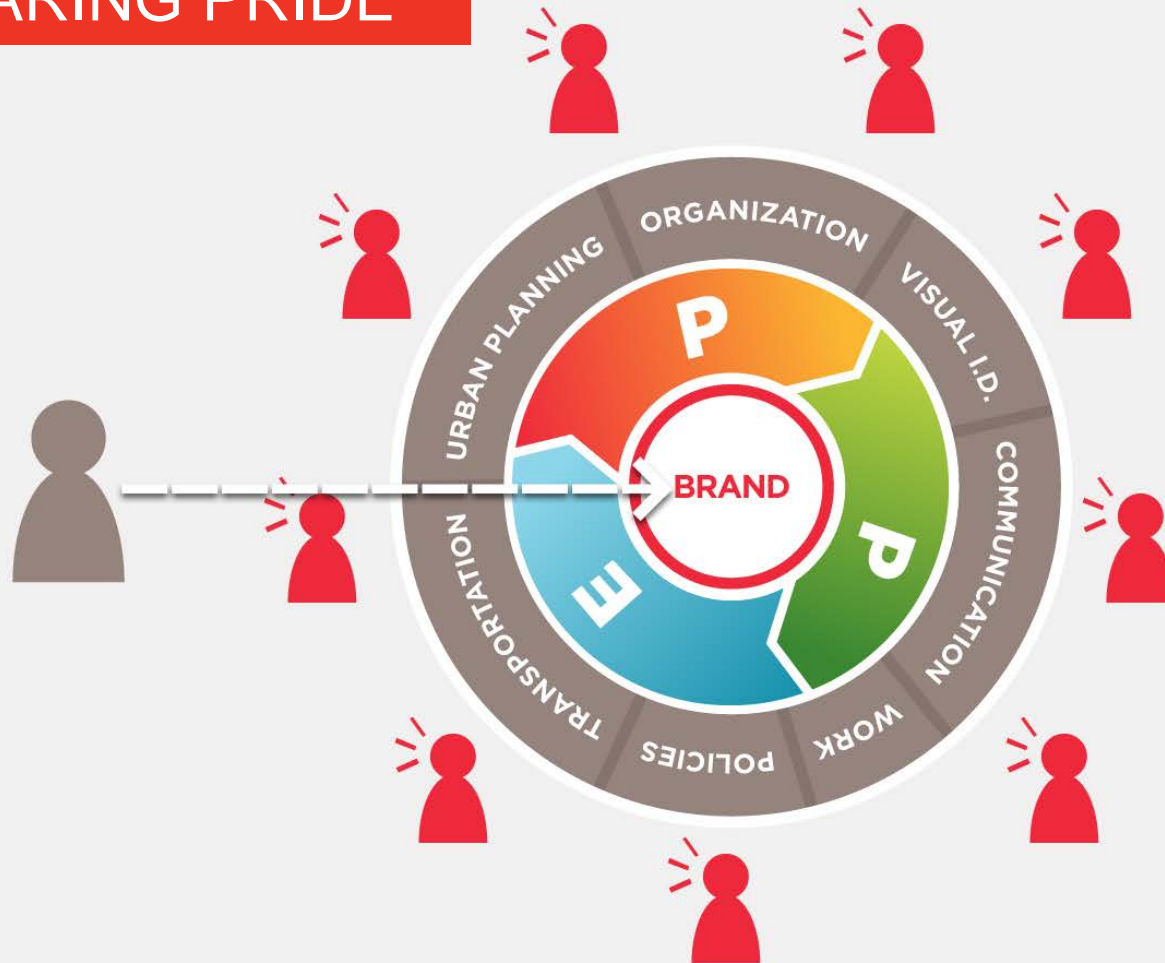 ARING PRIDE
ORGANIZATION
VISUAL I.D.
COMMUNICATION
WORK
POLICIES
TRANSPORTATION
URBAN PLANNING
P
P
E
BRAND